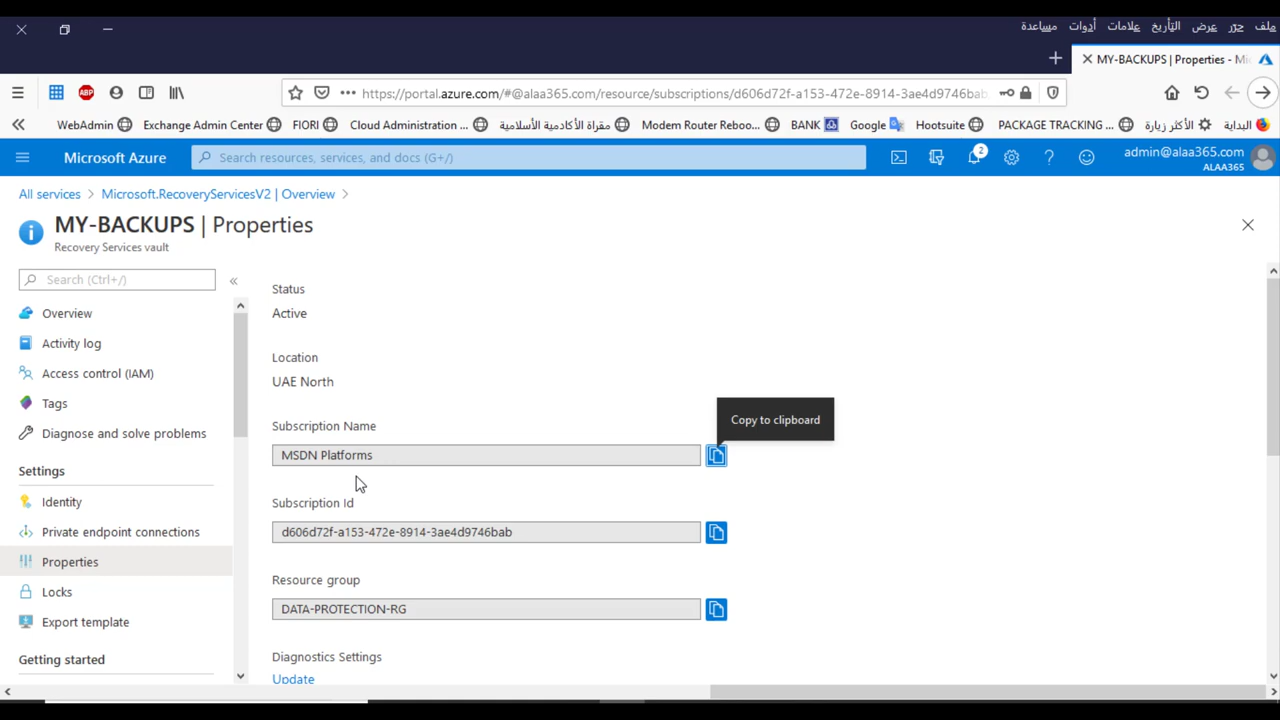 ملف حرّر عرض التأريخ علامات أدوات مساعدة
MY-BACKUPS | Properties - Mi
https://portal.azure.com/#@alaa365.com/resource/subscriptions/d606d72f-a153-472e-8914-3ae4d9746bab
WebAdmin Exchange Admin Center FIORI Cloud Administration ... مقرأة الأكادمية الأسلامية Modem Router Reboo... BANK Google Hootsuite PACKAGE TRACKING ... الأكثر زيارة البداية
ABP
Microsoft Azure Search resources, services, and docs (G+/) 2 admin@alaa365.com
ALAA365
All services > Microsoft.RecoveryServicesV2 | Overview >
MY-BACKUPS | Properties
Recovery Services vault
Search (Ctrl+/) «
Overview
Activity log
Access control (IAM)
Tags
Diagnose and solve problems
Settings
Identity
Private endpoint connections
Properties
Locks
Export template
Getting started
Status
Active
Location
UAE North
Subscription Name
Copy to clipboard
MSDN Platforms
Subscription Id
d606d72f-a153-472e-8914-3ae4d9746bab
Resource group
DATA-PROTECTION-RG
Diagnostics Settings
Update